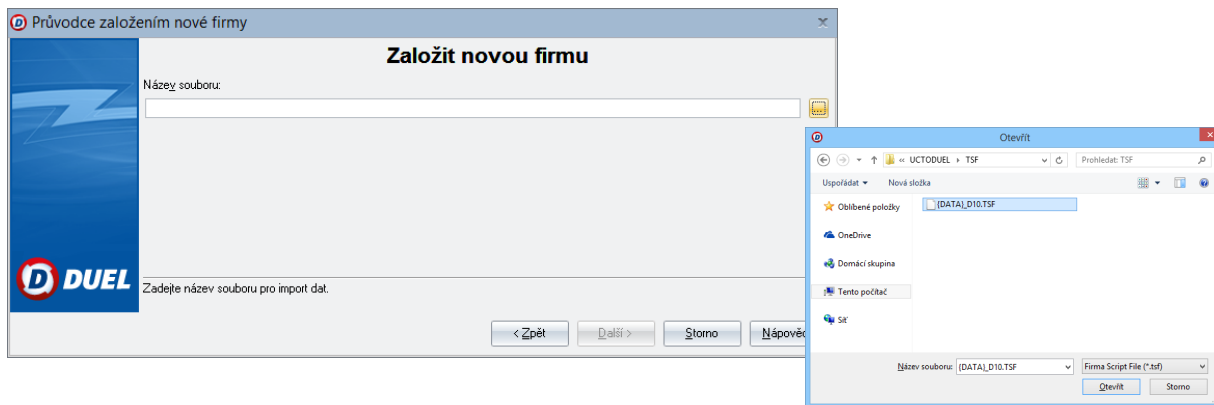 Průvodce založením nové firmy
Založit novou firmu
Název souboru:
DUEL
Zadejte název souboru pro import dat.
< Zpět
Další >
Storno
Nápověd
Otevřít
« UCTODUEL ▸ TSF
Prohledat: TSF
Uspořádat
Nová složka
Oblíbené položky
{DATA}_D10.TSF
OneDrive
Domácí skupina
Tento počítač
Síť
Název souboru: {DATA}_D10.TSF
Firma Script File (*.tsf)
Otevřít
Storno